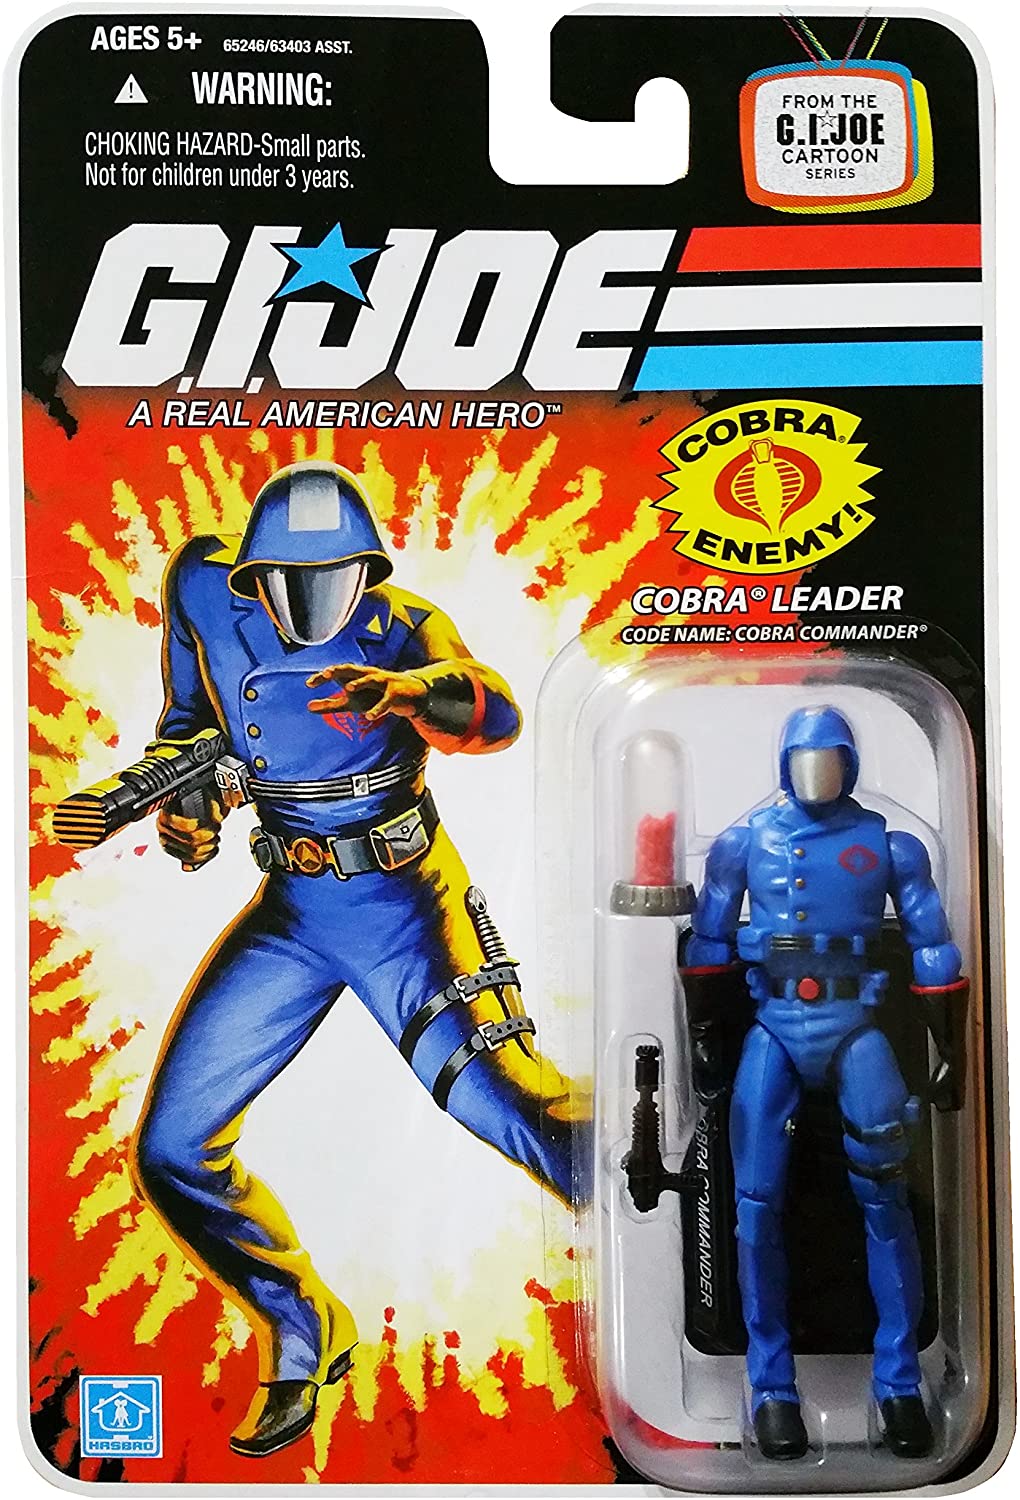 AGES 5+ 65246/63403 ASST.
WARNING:
CHOKING HAZARD-Small parts.
Not for children under 3 years.
FROM THE
G.I.JOE
CARTOON
SERIES
G.I.JOE
A REAL AMERICAN HERO™
COBRA®
ENEMY!
COBRA® LEADER
CODE NAME: COBRA COMMANDER®
COBRA COMMANDER
HASBRO